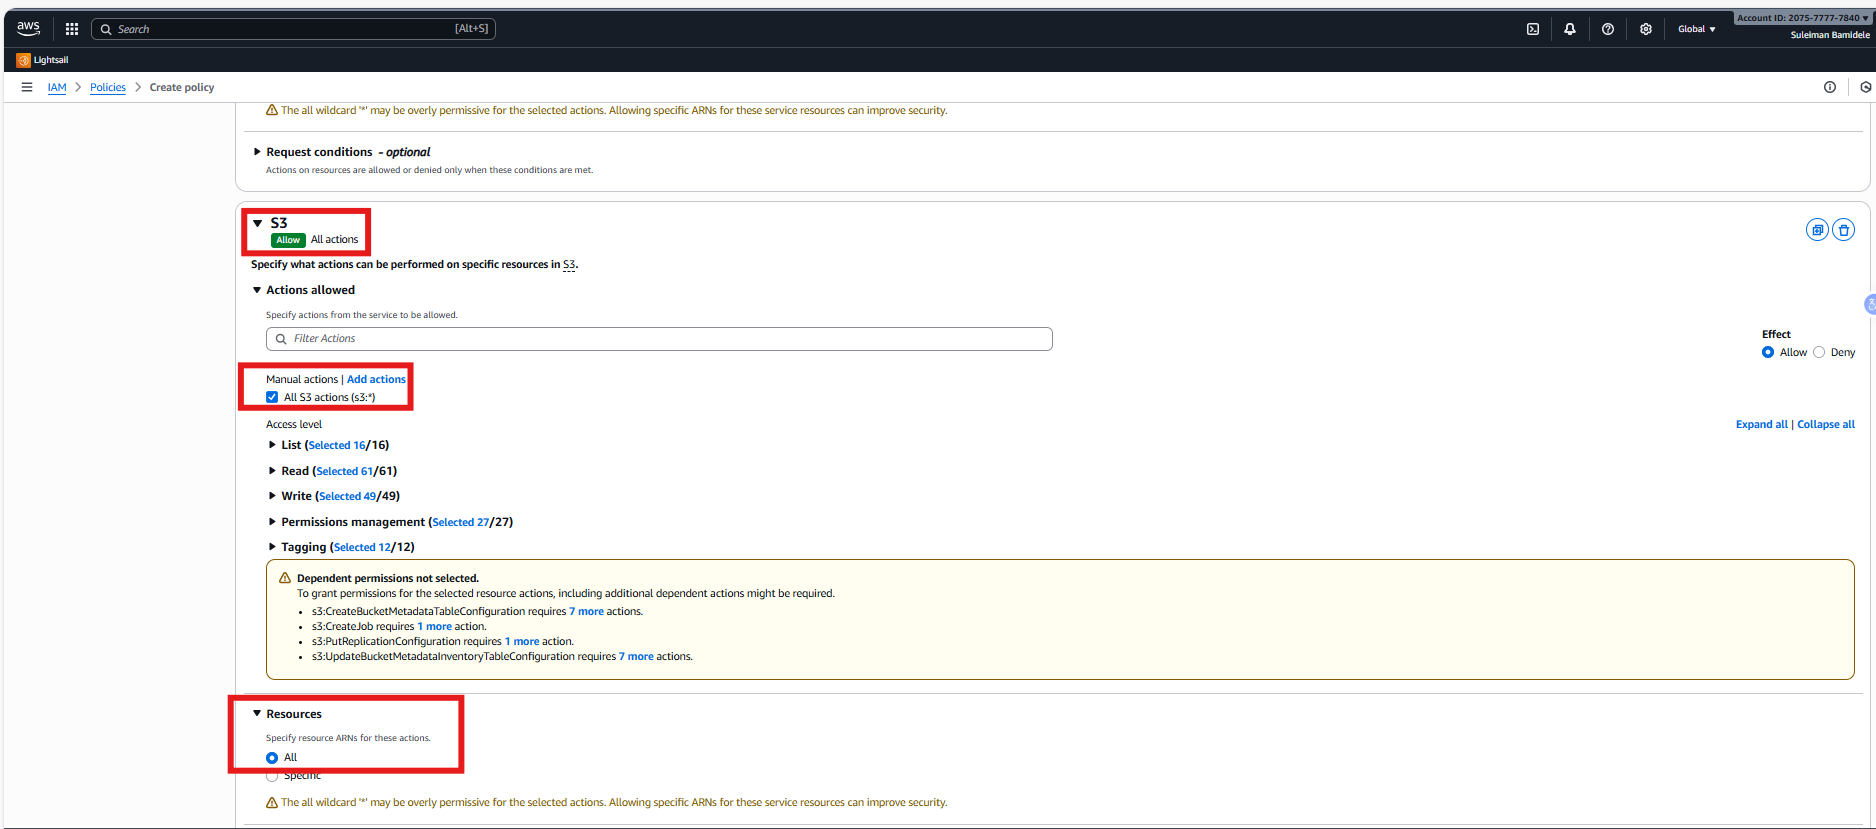 aws
Search [Alt+S]
Global
Account ID: 2075-7777-7840
Suleiman Bamidele
Lightsail
IAM > Policies > Create policy
The all wildcard '*' may be overly permissive for the selected actions. Allowing specific ARNs for these service resources can improve security.
Request conditions - optional
Actions on resources are allowed or denied only when these conditions are met.
S3
Allow All actions
Specify what actions can be performed on specific resources in S3.
Actions allowed
Specify actions from the service to be allowed.
Filter Actions
Effect
Allow Deny
Manual actions | Add actions
All S3 actions (s3:*)
Access level
Expand all | Collapse all
List (Selected 16/16)
Read (Selected 61/61)
Write (Selected 49/49)
Permissions management (Selected 27/27)
Tagging (Selected 12/12)
Dependent permissions not selected.
To grant permissions for the selected resource actions, including additional dependent actions might be required.
• s3:CreateBucketMetadataTableConfiguration requires 7 more actions.
• s3:CreateJob requires 1 more action.
• s3:PutReplicationConfiguration requires 1 more action.
• s3:UpdateBucketMetadataInventoryTableConfiguration requires 7 more actions.
Resources
Specify resource ARNs for these actions.
All
Specific
The all wildcard '*' may be overly permissive for the selected actions. Allowing specific ARNs for these service resources can improve security.